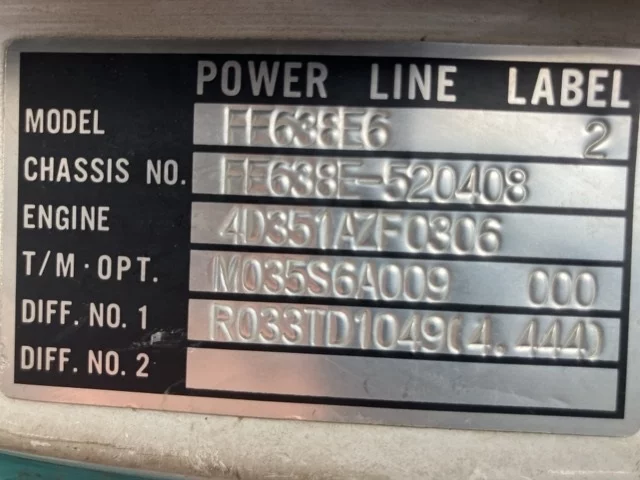 POWER LINE LABEL
MODEL FE638E6 2
CHASSIS NO. FE638E-520408
ENGINE 4D351AZF0306
T/M·OPT. M035S6A009 000
DIFF. NO. 1 R033TD1049(4.444)
DIFF. NO. 2